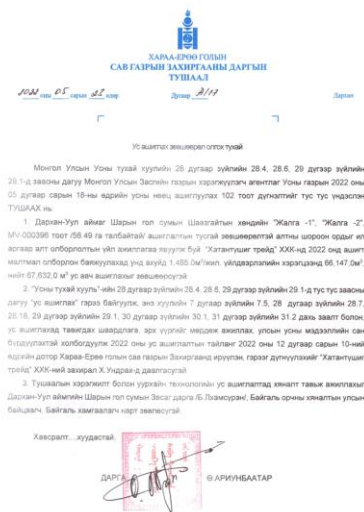 ХАРАА-ЕРӨӨ ГОЛЫН
САВ ГАЗРЫН ЗАХИРГААНЫ ДАРГЫН
ТУШААЛ
2022 оны 05 сарын 23 өдөр Дугаар А/17 Дархан
Ус ашиглах зөвшөөрөл олгох тухай
Монгол Улсын Усны тухай хуулийн 28 дугаар зүйлийн 28.4, 28.6, 29 дүгээр зүйлийн
29.1-д заасны дагуу Монгол Улсын Засгийн газрын хэрэгжүүлэгч агентлаг Усны газрын 2022 оны
05 дугаар сарын 18-ны өдрийн усны нөөц ашиглуулах 102 тоот дүгнэлтийг тус тус үндэслэн
ТУШААХ нь:
1. Дархан-Уул аймаг Шарын гол сумын Шавагтайн хөндийн "Жалга -1", "Жалга -2",
MV-000396 тоот /56.49 га талбайтай/ ашиглалтын тусгай зөвшөөрөлтэй алтны шороон ордыг ил
аргаар алт олборлолтын үйл ажиллагаа явуулж буй "Хатантушиг трейд" ХХК-нд 2022 онд ашигт
малтмал олборлон баяжуулахад унд ахуйд 1,485.0м³/жил, үйлдвэрлэлийн хэрэгцээнд 66,147.0м³,
нийт 67,632.0 м³ ус авч ашиглахыг зөвшөөрсүгэй.
2. "Усны тухай хууль"-ийн 28 дугаар зүйлийн 28.4, 28.6, 29 дүгээр зүйлийн 29.1-д тус тус заасны
дагуу "ус ашиглах" гэрээ байгуулж, энэ хуулийн 7 дугаар зүйлийн 7.5, 28 дугаар зүйлийн 28.7,
28.18, 29 дүгээр зүйлийн 29.1, 30 дугаар зүйлийн 30.1, 31 дүгээр зүйлийн 31.2 дахь заалт болон,
ус ашиглахад тавигдах шаардлага, эрх үүргийг мөрдөж ажиллах, улсын усны мэдээллийн сан
бүрдүүлэхтэй холбогдуулж 2022 оны ус ашиглалтын тайланг 2022 оны 12 дугаар сарын 10-ний
өдрийн дотор Хараа-Ерөө голын сав газрын Захиргаанд ирүүлэн, гэрээг дүгнүүлэхийг "Хатантушиг
трейд" ХХК-ний захирал Х.Ундрах-д даалгасугай.
3. Тушаалын хэрэгжилт болон уурхайн технологийн ус ашиглалтад хяналт тавьж ажиллахыг
Дархан-Уул аймгийн Шарын гол сумын Засаг дарга /Б.Лхамсүрэн/, Байгаль орчны хяналтын улсын
байцаагч, Байгаль хамгаалагч нарт зөвлөсүгэй.
Хавсралт....хуудастай.
ДАРГА Ө.АРИУНБААТАР